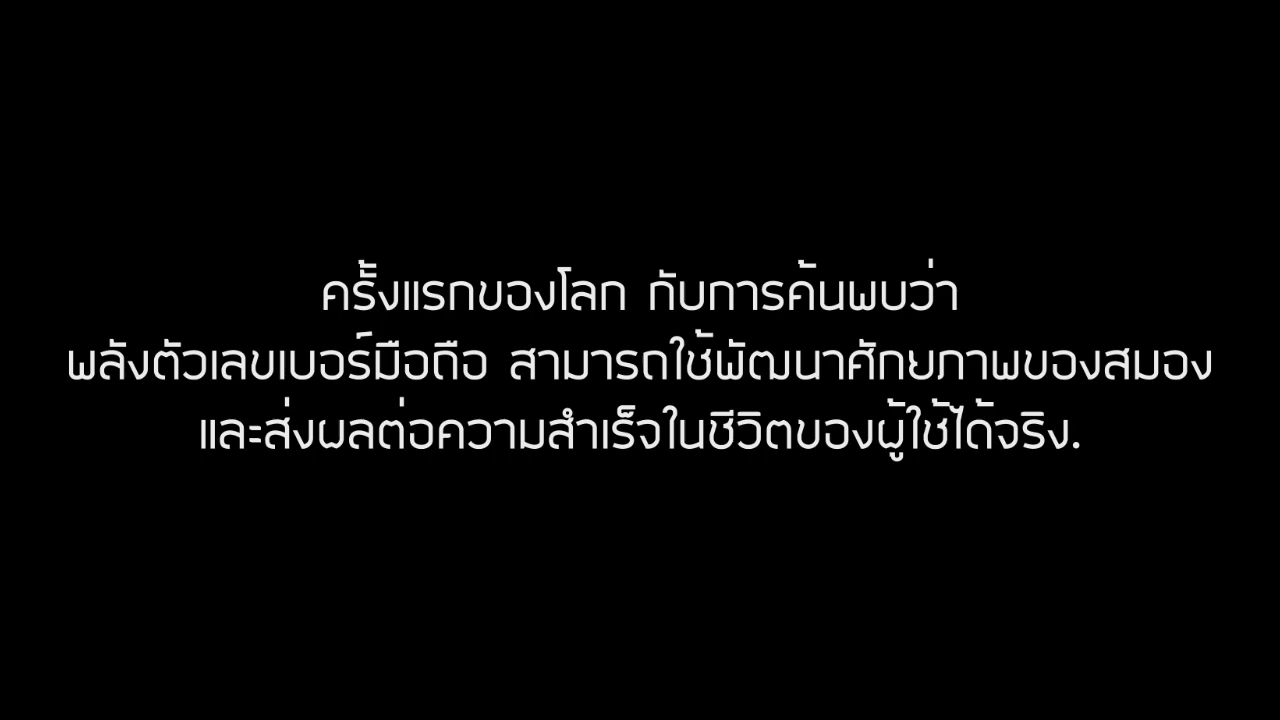 ครั้งแรกของโลก กับการค้นพบว่า
พลังตัวเลขเบอร์มือถือ สามารถใช้พัฒนาศักยภาพของสมอง
และส่งผลต่อความสำเร็จในชีวิตของผู้ใช้ได้จริง.